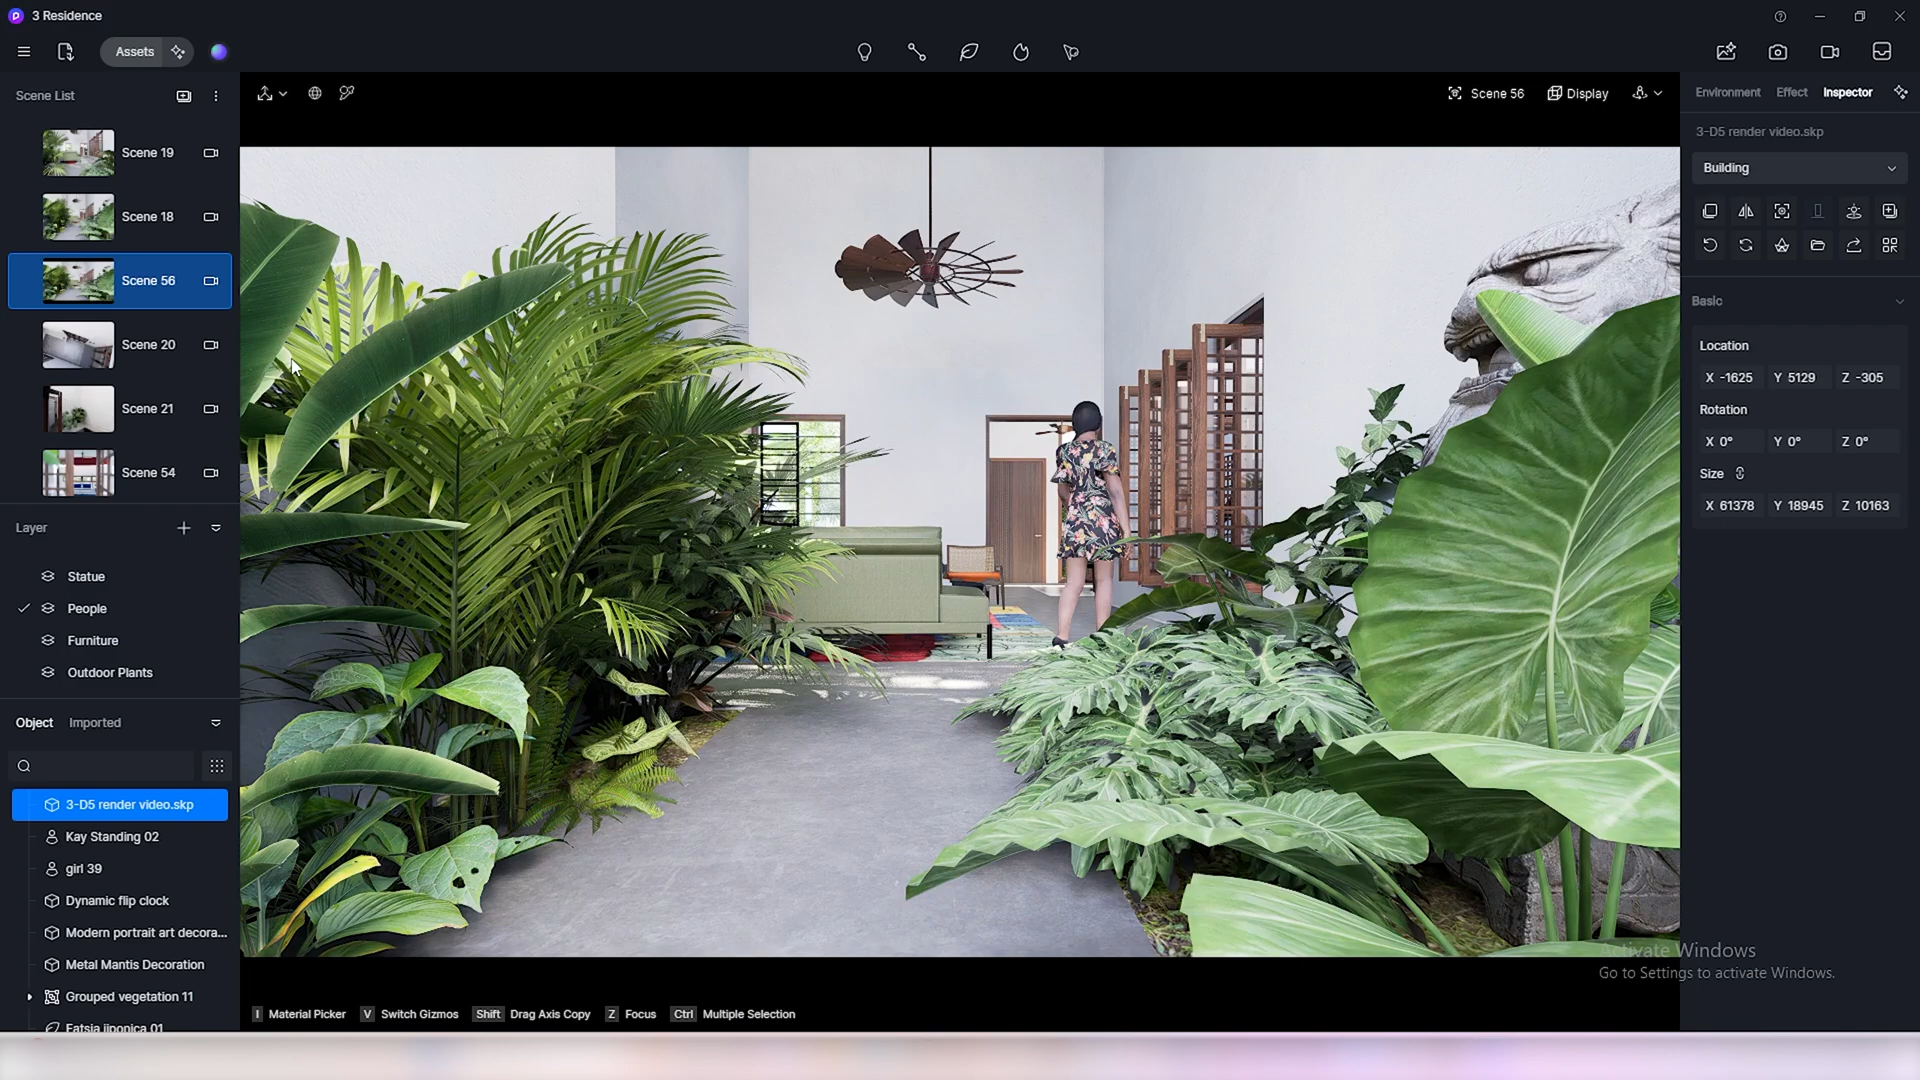 3 Residence
Assets
Scene List
Scene 19
Scene 18
Scene 56
Scene 20
Scene 21
Scene 54
Layer
Statue
People
Furniture
Outdoor Plants
Object Imported
3-D5 render video.skp
Kay Standing 02
girl 39
Dynamic flip clock
Modern portrait art decora...
Metal Mantis Decoration
Grouped vegetation 11
Fatsia jiponica 01
Scene 56 Display
I Material Picker V Switch Gizmos Shift Drag Axis Copy Z Focus Ctrl Multiple Selection
Environment Effect Inspector
3-D5 render video.skp
Building
Basic
Location
X -1625 Y 5129 Z -305
Rotation
X 0° Y 0° Z 0°
Size
X 61378 Y 18945 Z 10163
Activate Windows
Go to Settings to activate Windows.